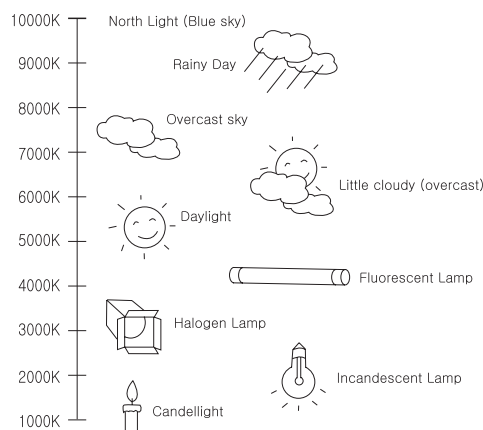 10000K
North Light (Blue sky)
9000K
Rainy Day
8000K
Overcast sky
7000K
Little cloudy (overcast)
6000K
Daylight
5000K
4000K
Fluorescent Lamp
3000K
Halogen Lamp
2000K
Incandescent Lamp
1000K
Candellight